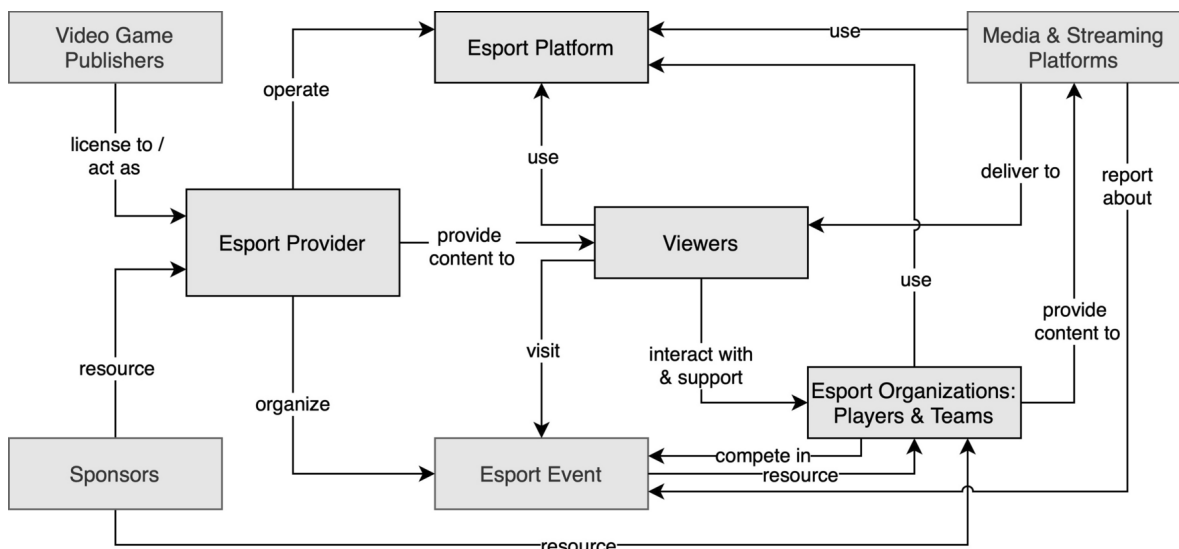 Video Game
Publishers
Esport Platform
use
Media & Streaming
Platforms
operate
license to /
act as
use
deliver to
report
about
Esport Provider
provide
content to
Viewers
use
provide
content to
resource
visit
interact with
& support
organize
Esport Organizations:
Players & Teams
Sponsors
Esport Event
compete in
resource
resource